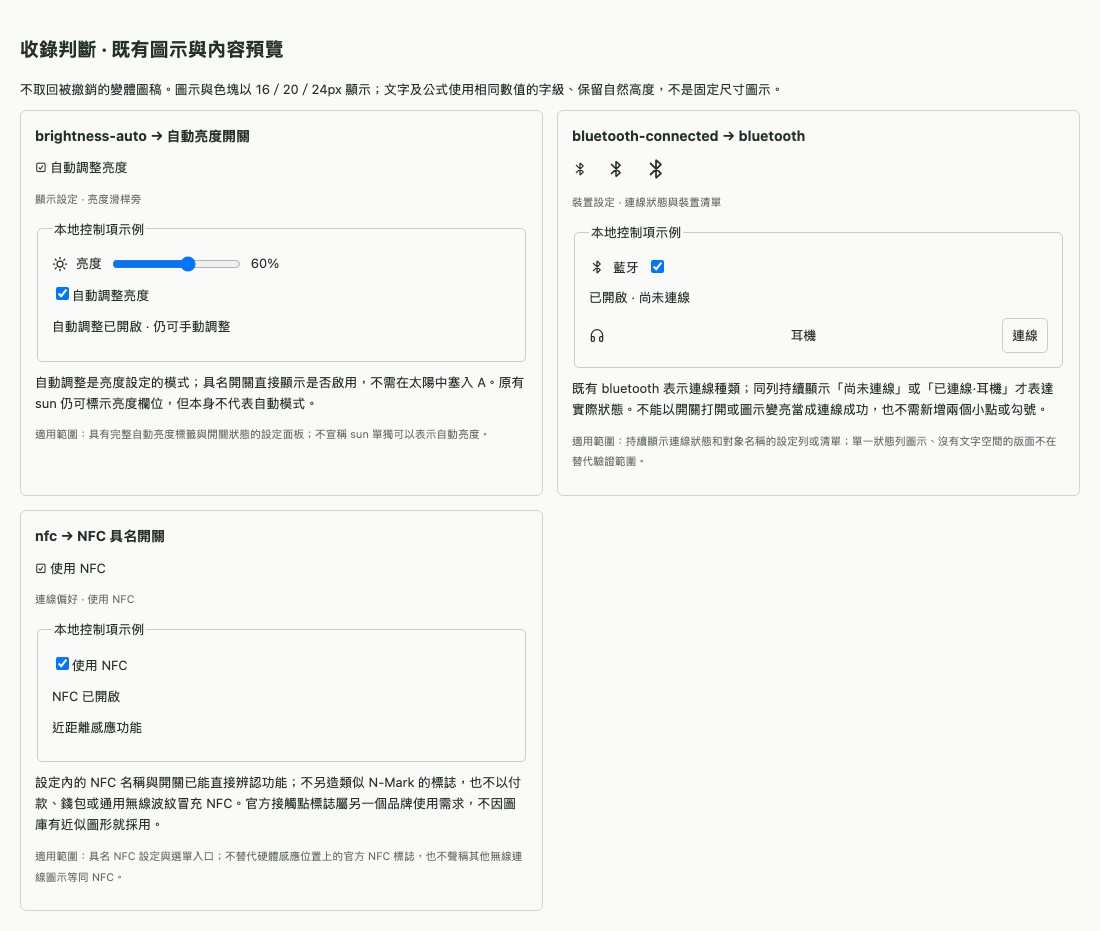 收錄判斷 · 既有圖示與內容預覽
不取回被撤銷的變體圖稿。圖示與色塊以 16 / 20 / 24px 顯示；文字及公式使用相同數值的字級、保留自然高度，不是固定尺寸圖示。
brightness-auto → 自動亮度開關
自動調整亮度
顯示設定 · 亮度滑桿旁
本地控制項示例
亮度 60%
自動調整亮度
自動調整已開啟 · 仍可手動調整
自動調整是亮度設定的模式；具名開關直接顯示是否啟用，不需在太陽中塞入 A。原有
sun 仍可標示亮度欄位，但本身不代表自動模式。
適用範圍：具有完整自動亮度標籤與開關狀態的設定面板；不宣稱 sun 單獨可以表示自動亮度。
bluetooth-connected → bluetooth
裝置設定 · 連線狀態與裝置清單
本地控制項示例
藍牙
已開啟 · 尚未連線
耳機 連線
既有 bluetooth 表示連線種類；同列持續顯示「尚未連線」或「已連線·耳機」才表達
實際狀態。不能以開關打開或圖示變亮當成連線成功，也不需新增兩個小點或勾號。
適用範圍：持續顯示連線狀態和對象名稱的設定列或清單；單一狀態列圖示、沒有文字空間的版面不在
替代驗證範圍。
nfc → NFC 具名開關
使用 NFC
連線偏好 · 使用 NFC
本地控制項示例
使用 NFC
NFC 已開啟
近距離感應功能
設定內的 NFC 名稱與開關已能直接辨認功能；不另造類似 N-Mark 的標誌，也不以付
款、錢包或通用無線波紋冒充 NFC。官方接觸點標誌屬另一個品牌使用需求，不因圖
庫有近似圖形就採用。
適用範圍：具名 NFC 設定與選單入口；不替代硬體感應位置上的官方 NFC 標誌，也不聲稱其他無線連
線圖示等同 NFC。